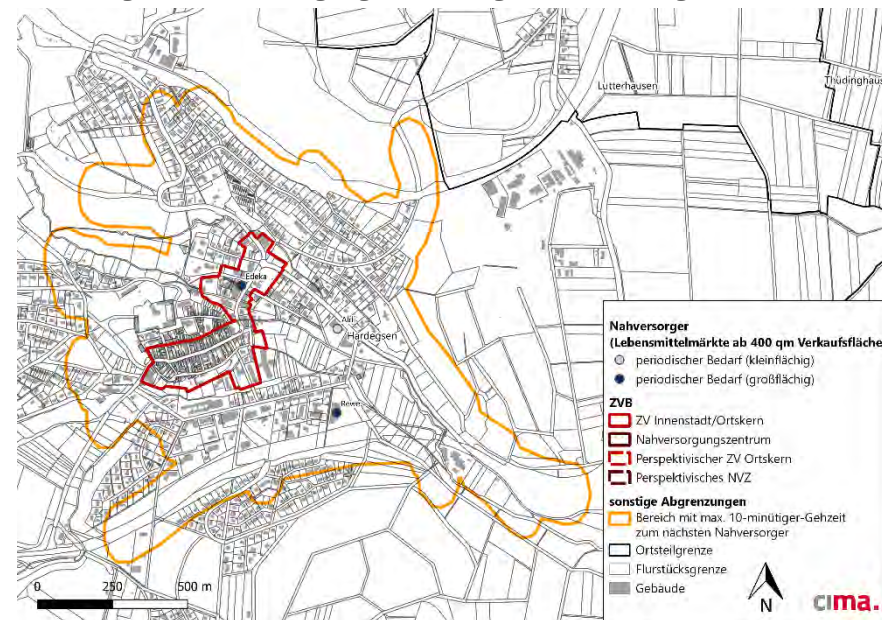 Lutterhausen
Thüdinghaus
Edeka
Aldi
Hardegsen
Rewe
Nahversorger
(Lebensmittelmärkte ab 400 qm Verkaufsfläche
periodischer Bedarf (kleinflächig)
periodischer Bedarf (großflächig)
ZVB
ZV Innenstadt/Ortskern
Nahversorgungszentrum
Perspektivischer ZV Ortskern
Perspektivisches NVZ
sonstige Abgrenzungen
Bereich mit max. 10-minütiger-Gehzeit
zum nächsten Nahversorger
Ortsteilgrenze
Flurstücksgrenze
Gebäude
0 250 500 m
N
cima.